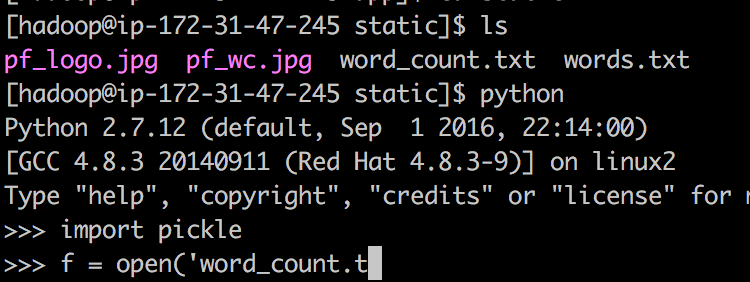 [hadoop@ip-172-31-47-245 static]$ ls
pf_logo.jpg  pf_wc.jpg  word_count.txt  words.txt
[hadoop@ip-172-31-47-245 static]$ python
Python 2.7.12 (default, Sep  1 2016, 22:14:00)
[GCC 4.8.3 20140911 (Red Hat 4.8.3-9)] on linux2
Type "help", "copyright", "credits" or "license" for
>>> import pickle
>>> f = open('word_count.t